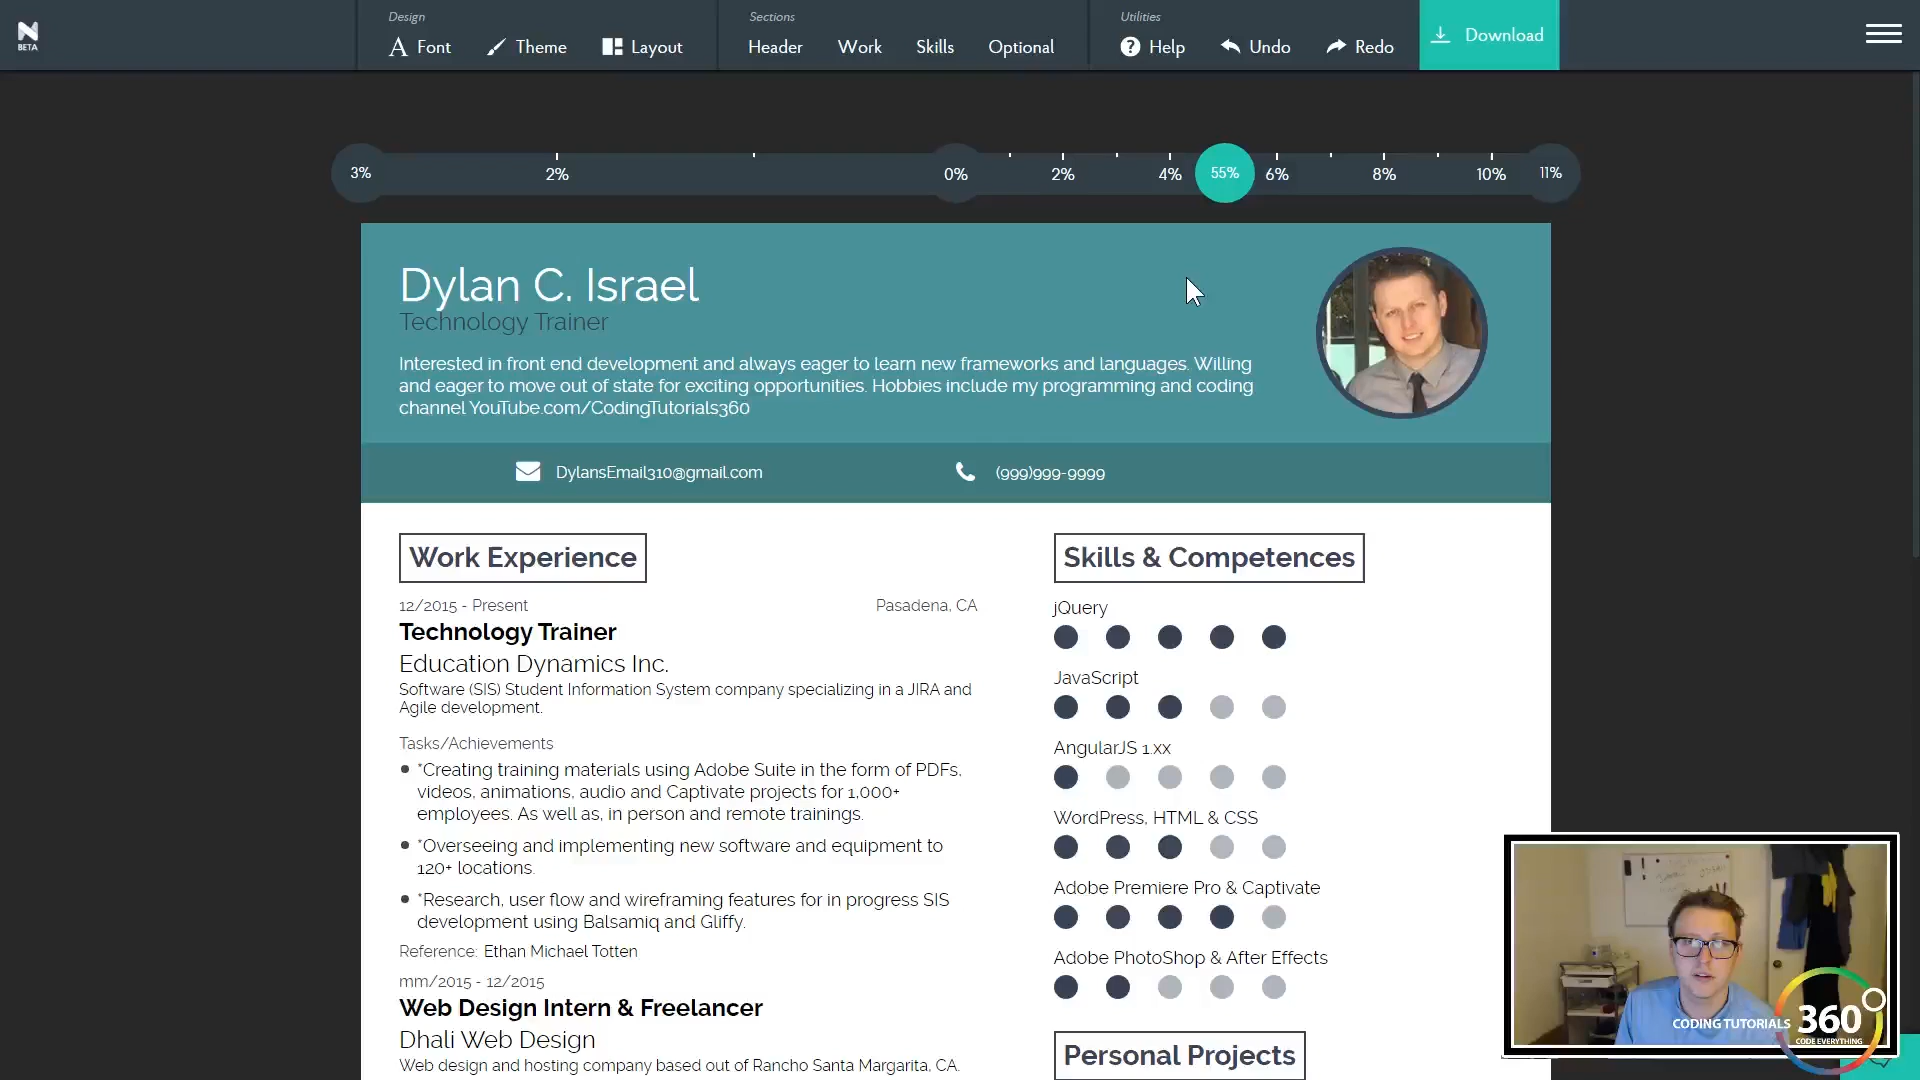 N
BETA
Design
A Font
Theme
Layout
Sections
Header
Work
Skills
Optional
Utilities
? Help
Undo
Redo
Download
3%
2%
0%
2%
4%
55%
6%
8%
10%
11%
Dylan C. Israel
Technology Trainer
Interested in front end development and always eager to learn new frameworks and languages. Willing
and eager to move out of state for exciting opportunities. Hobbies include my programming and coding
channel YouTube.com/CodingTutorials360
DylansEmail310@gmail.com
(999)999-9999
Work Experience
12/2015 - Present
Pasadena, CA
Technology Trainer
Education Dynamics Inc.
Software (SIS) Student Information System company specializing in a JIRA and
Agile development.
Tasks/Achievements
*Creating training materials using Adobe Suite in the form of PDFs,
videos, animations, audio and Captivate projects for 1,000+
employees. As well as, in person and remote trainings.
*Overseeing and implementing new software and equipment to
120+ locations.
*Research, user flow and wireframing features for in progress SIS
development using Balsamiq and Gliffy.
Reference: Ethan Michael Totten
mm/2015 - 12/2015
Web Design Intern & Freelancer
Dhali Web Design
Web design and hosting company based out of Rancho Santa Margarita, CA.
Skills & Competences
jQuery
JavaScript
AngularJS 1.xx
WordPress, HTML & CSS
Adobe Premiere Pro & Captivate
Adobe PhotoShop & After Effects
Personal Projects
CODING TUTORIALS 360°
CODE EVERYTHING